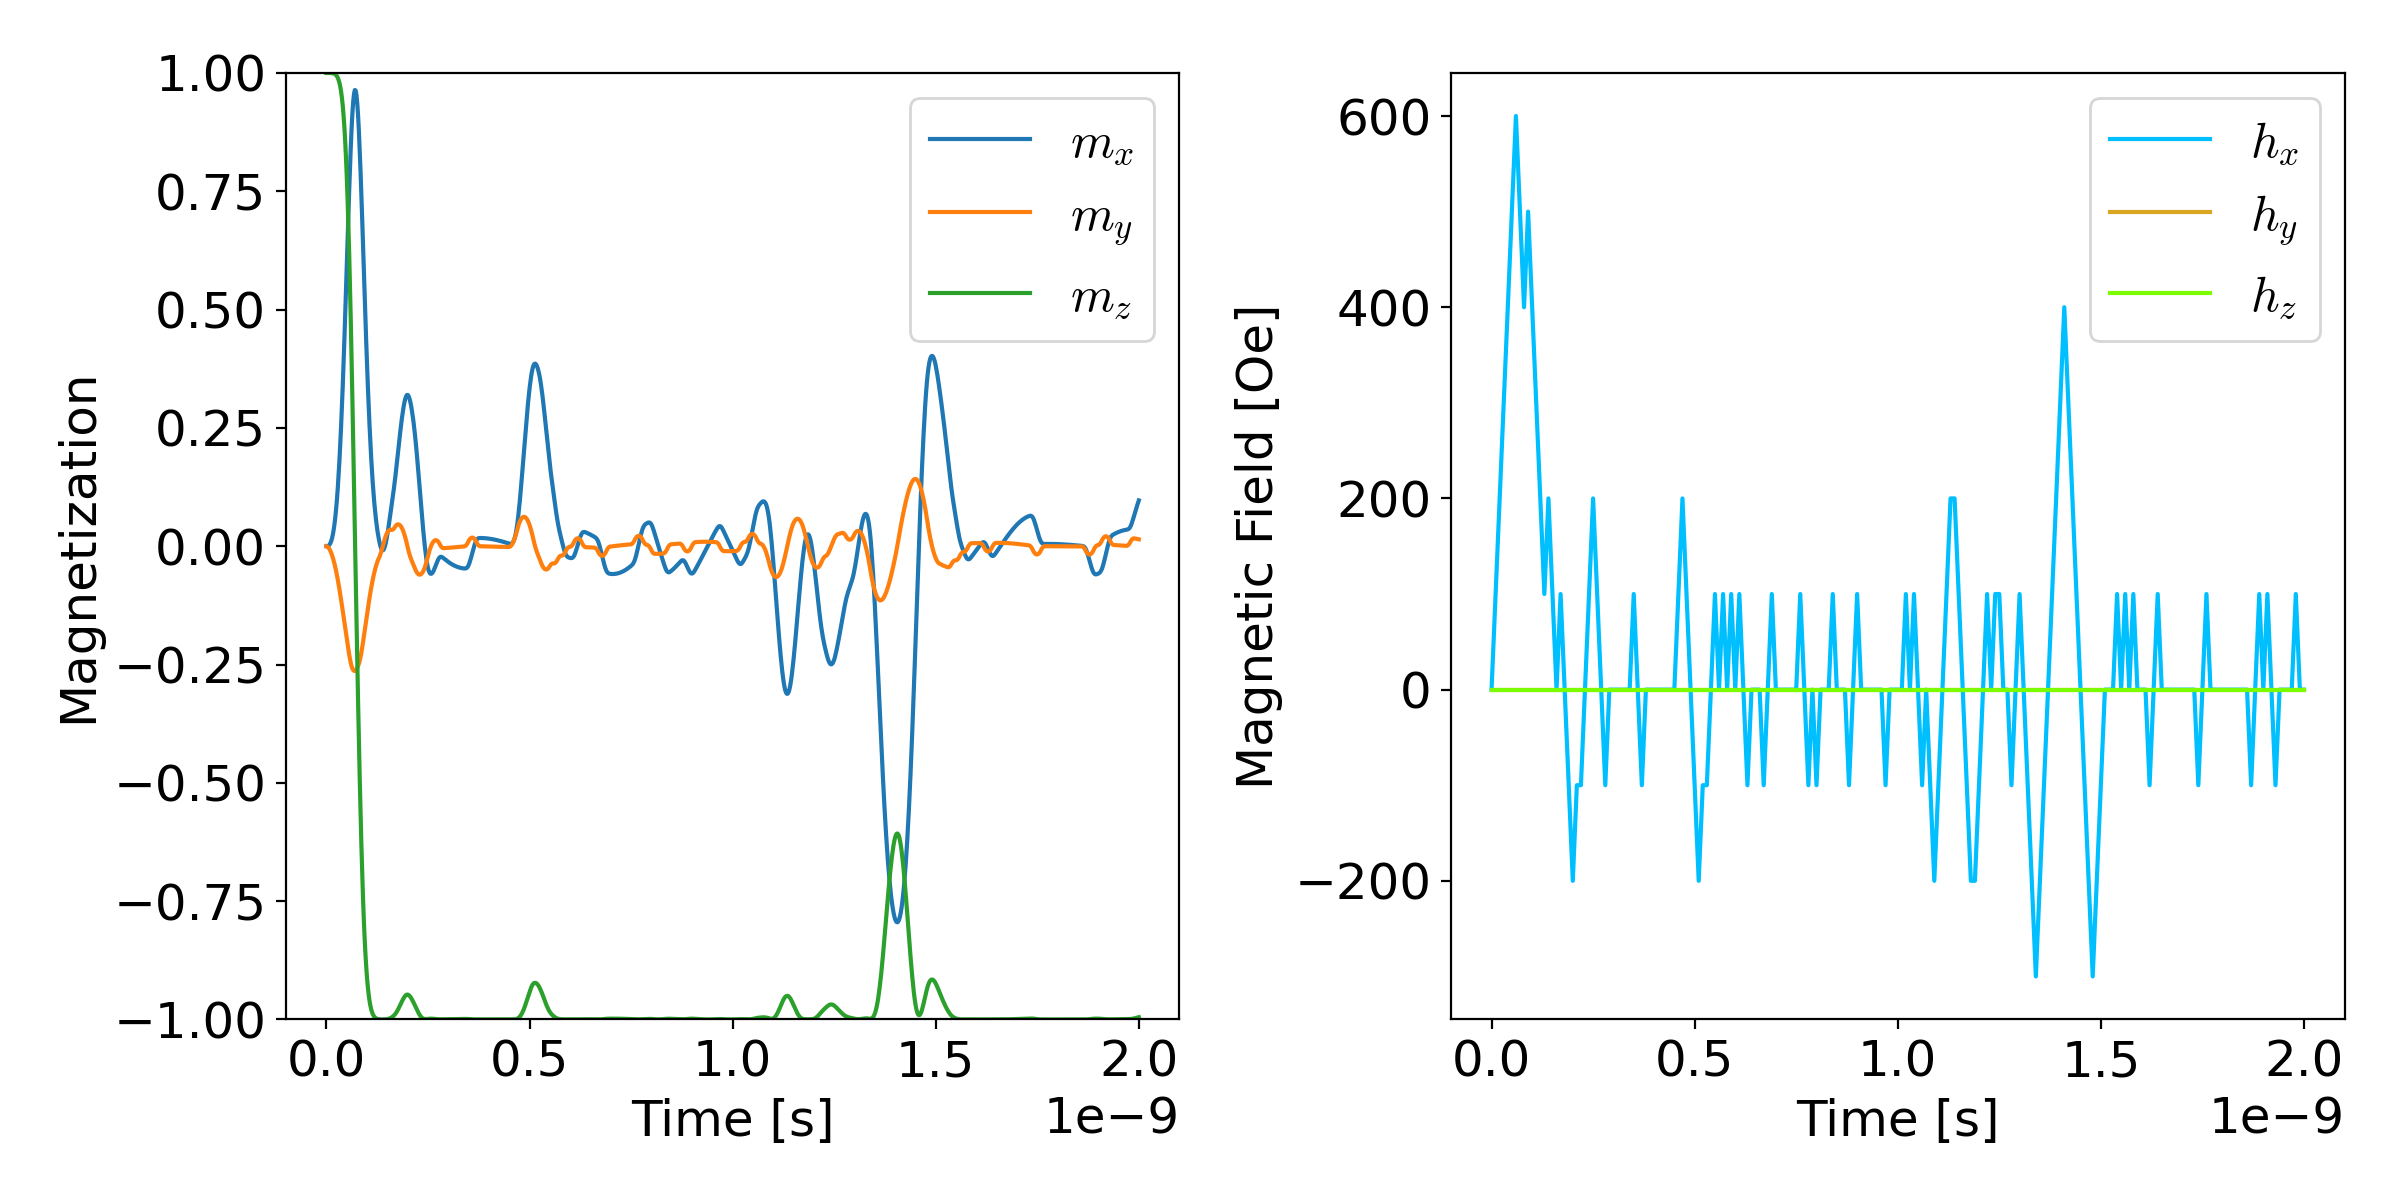 Magnetization
1.00
0.75
0.50
0.25
0.00
−0.25
−0.50
−0.75
−1.00
0.0 0.5 1.0 1.5 2.0
Time [s]
1e−9
m_x
m_y
m_z
Magnetic Field [Oe]
600
400
200
0
−200
0.0 0.5 1.0 1.5 2.0
Time [s]
1e−9
h_x
h_y
h_z